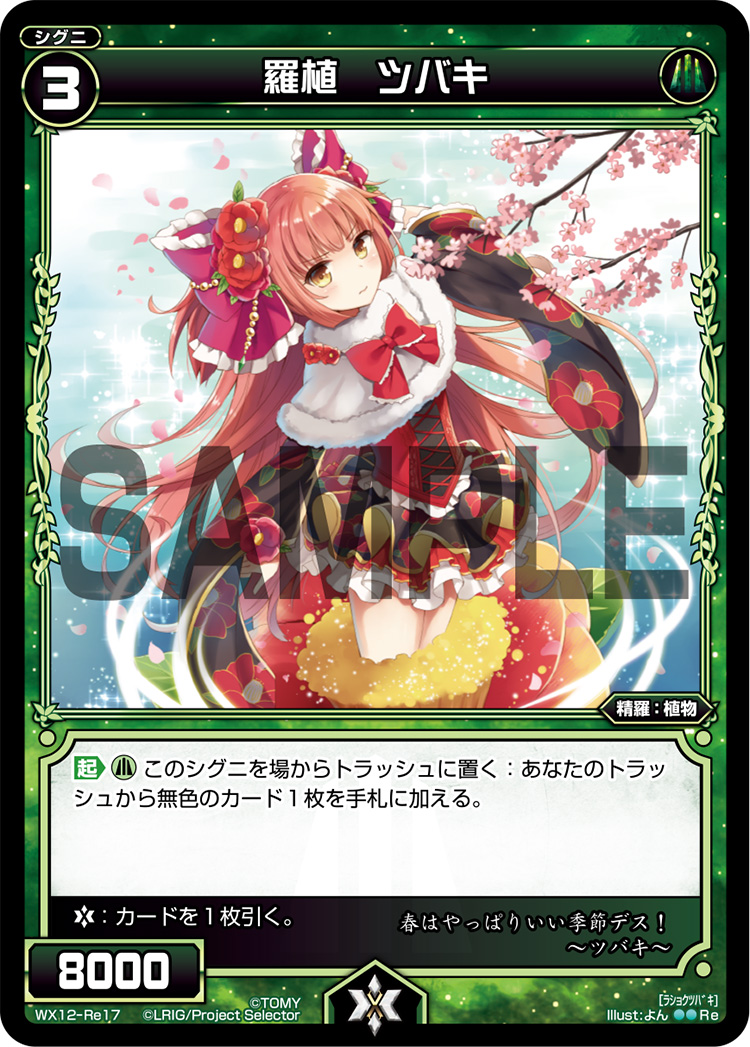 シグニ
3
羅植　ツバキ
SAMPLE
精羅：植物
起 このシグニを場からトラッシュに置く：あなたのトラッ
シュから無色のカード１枚を手札に加える。
：カードを１枚引く。
春はやっぱりいい季節デス！
～ツバキ～
8000
©TOMY
WX12-Re17 ©LRIG/Project Selector
[ﾗｼｮｸﾂﾊﾞｷ]
Illust:よん Re